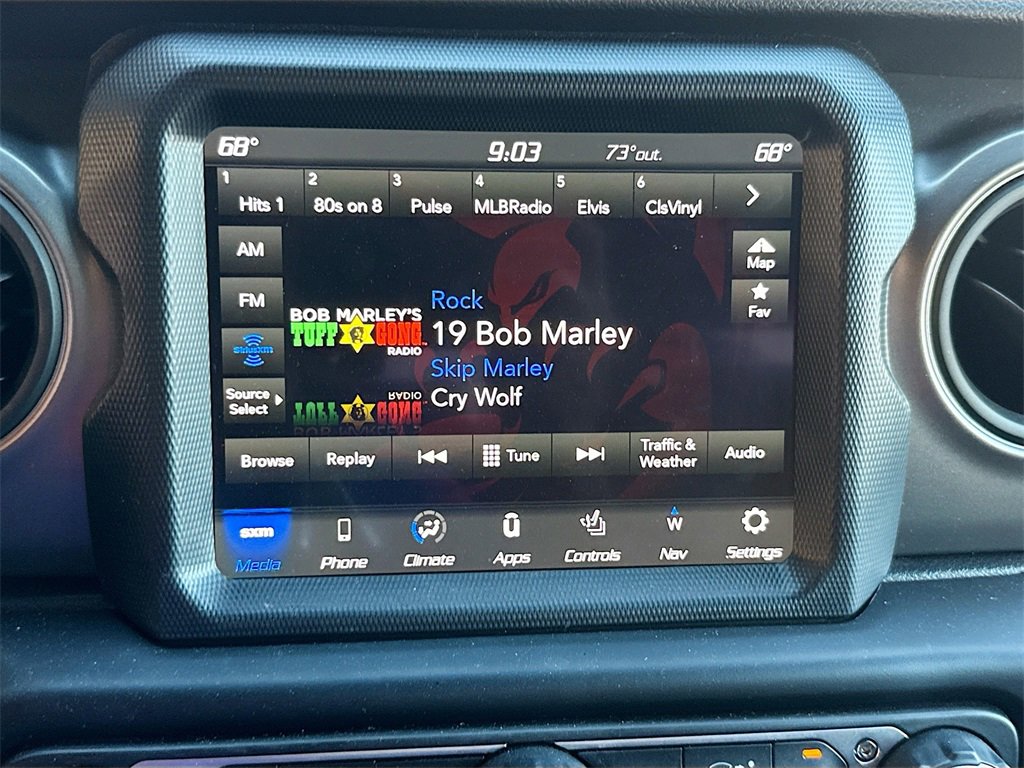 68°
9:03
73°out.
68°
1
Hits 1
2
80s on 8
3
Pulse
4
MLBRadio
5
Elvis
6
ClsVinyl
AM
FM
SiriusXM
Source
Select
BOB MARLEY'S
TUFF GONG
RADIO
Rock
19 Bob Marley
Skip Marley
Cry Wolf
Map
Fav
Browse
Replay
Tune
Traffic &
Weather
Audio
sxm
Media
Phone
Climate
Apps
Controls
W
Nav
Settings